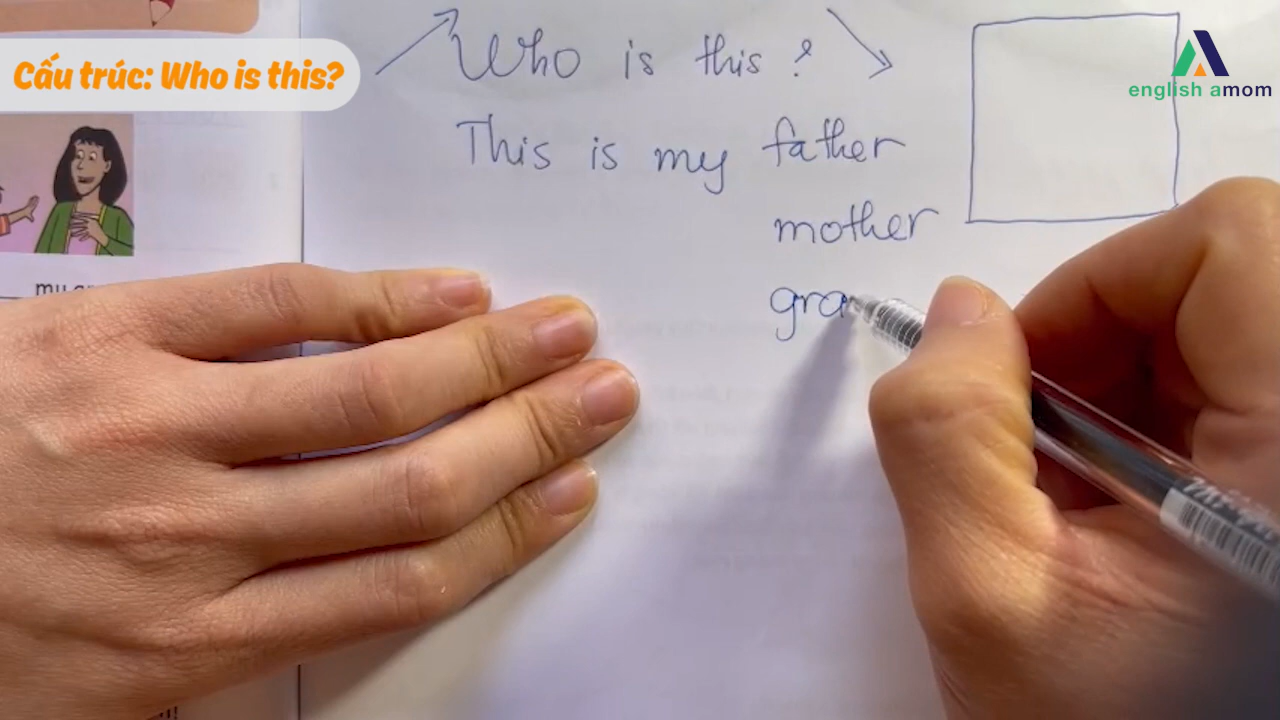 Cấu trúc: Who is this?
english amom
Who is this?
This is my father
mother
gra